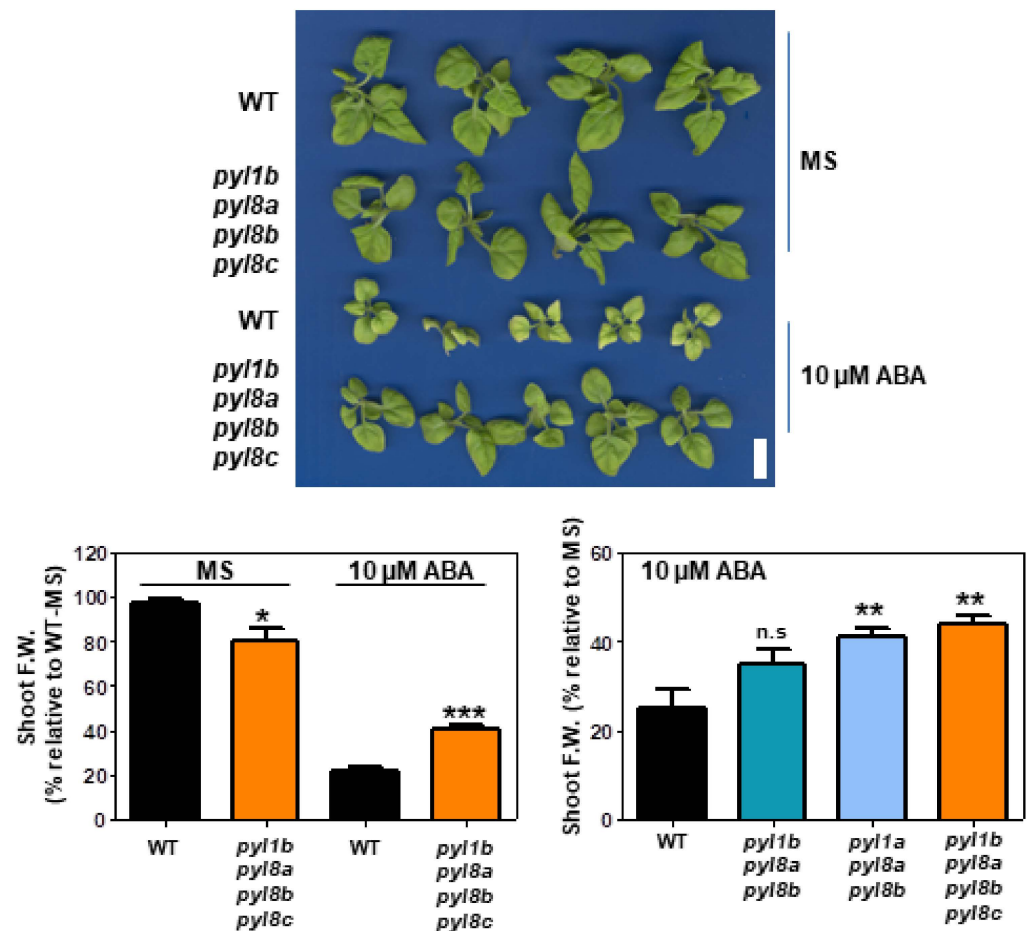 WT
pyl1b
pyl8a
pyl8b
pyl8c
MS
WT
pyl1b
pyl8a
pyl8b
pyl8c
10 µM ABA
Shoot F.W.
(% relative to WT-MS)
120
100
80
60
40
20
0
MS
10 µM ABA
*
***
WT
pyl1b
pyl8a
pyl8b
pyl8c
WT
pyl1b
pyl8a
pyl8b
pyl8c
Shoot F.W. (% relative to MS)
60
40
20
0
10 µM ABA
n.s
**
**
WT
pyl1b
pyl8a
pyl8b
pyl1a
pyl8a
pyl8b
pyl1b
pyl8a
pyl8b
pyl8c